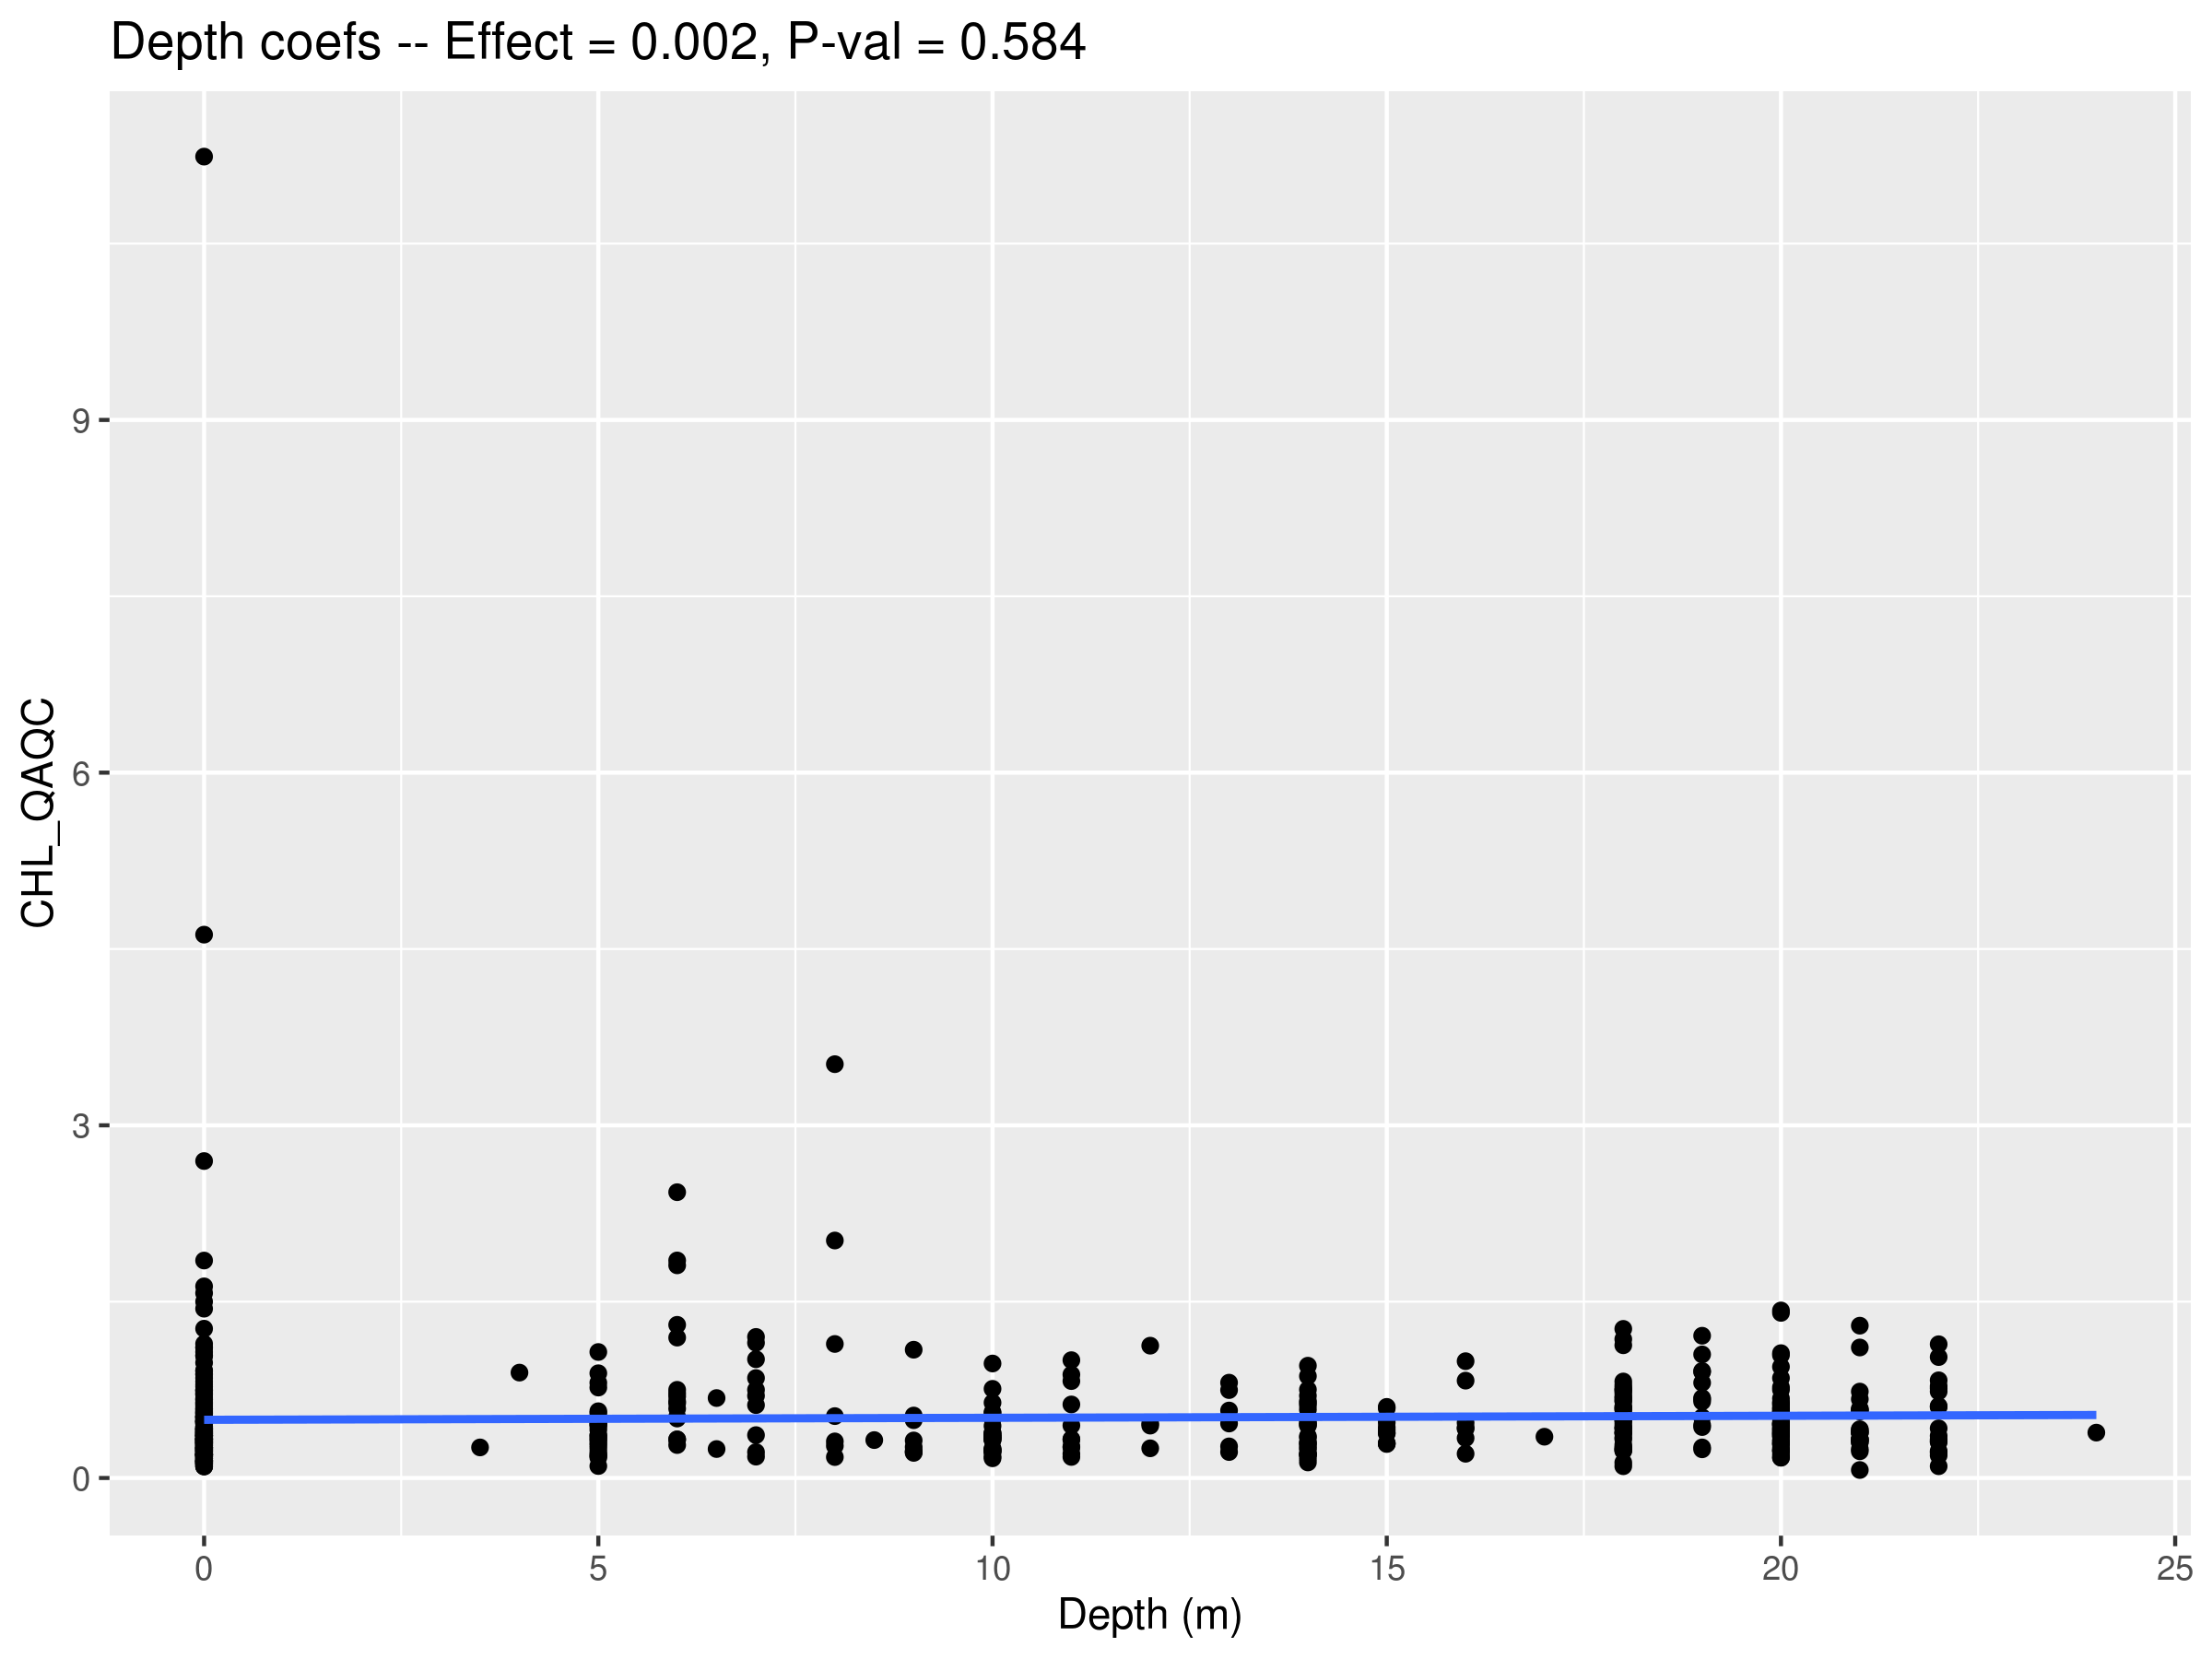 Depth coefs -- Effect = 0.002, P-val = 0.584
CHL_QAQC
9
6
3
0
0 5 10 15 20 25
Depth (m)